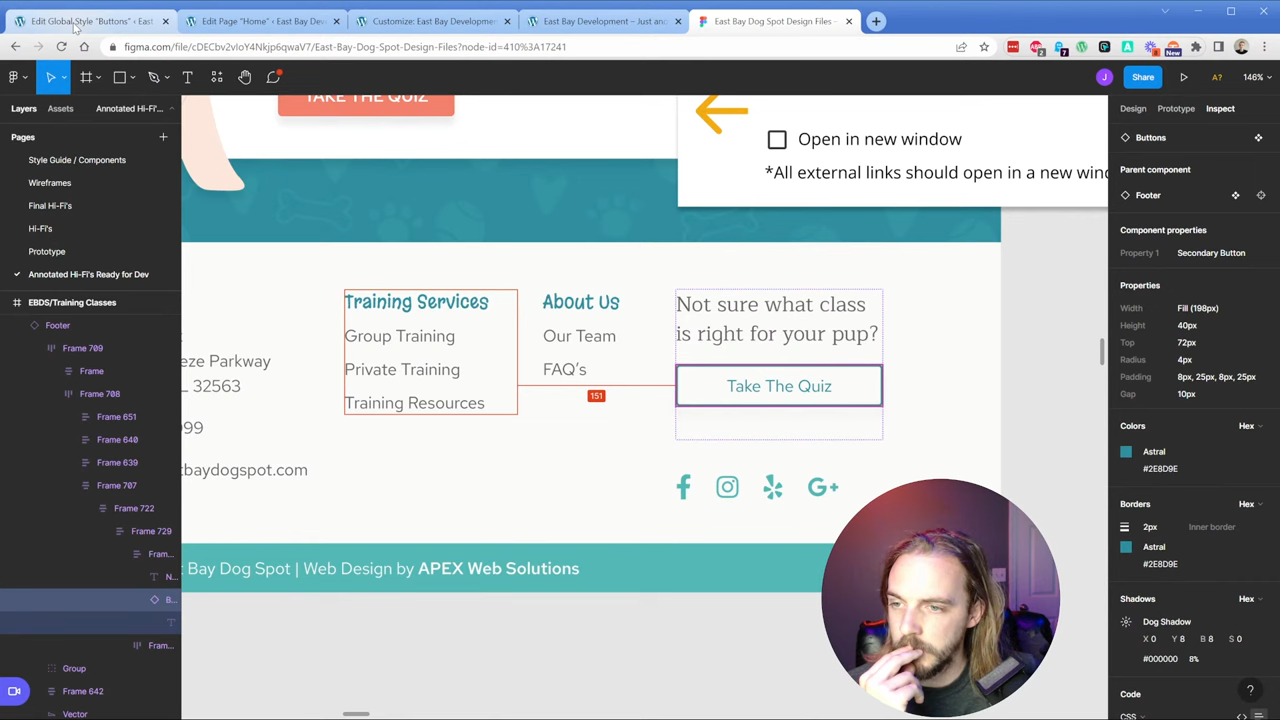 Edit Global Style "Buttons" ‹ East
Edit Page "Home" ‹ East Bay Dev
Customize: East Bay Developmen
East Bay Development – Just ano
East Bay Dog Spot Design Files -
figma.com/file/cDECbv2vIoY4Nkjp6qwaV7/East-Bay-Dog-Spot-Design-Files?node-id=410%3A17241
New
J
Share
A?
146%
Layers
Assets
Annotated Hi-Fi'...
Pages
Style Guide / Components
Wireframes
Final Hi-Fi's
Hi-Fi's
Prototype
Annotated Hi-Fi's Ready for Dev
EBDS/Training Classes
Footer
Frame 709
Frame
Frame 708
Frame 651
Frame 640
Frame 639
Frame 707
Frame 722
Frame 729
Fram...
N...
B...
Fram...
Group
Frame 642
Vector
TAKE THE QUIZ
Open in new window
*All external links should open in a new wind
eze Parkway
L 32563
999
tbaydogspot.com
Training Services
Group Training
Private Training
Training Resources
About Us
Our Team
FAQ's
151
Not sure what class
is right for your pup?
Take The Quiz
G+
t Bay Dog Spot | Web Design by APEX Web Solutions
Design
Prototype
Inspect
Buttons
Parent component
Footer
Component properties
Property 1 Secondary Button
Properties
Width Fill (198px)
Height 40px
Top 72px
Radius 4px
Padding 8px, 25px, 8px, 25px
Gap 10px
Colors Hex
Astral
#2E8D9E
Borders Hex
2px Inner border
Astral
#2E8D9E
Shadows Hex
Dog Shadow
X 0 Y 8 B 8 S 0
#000000 8%
Code
CSS
?